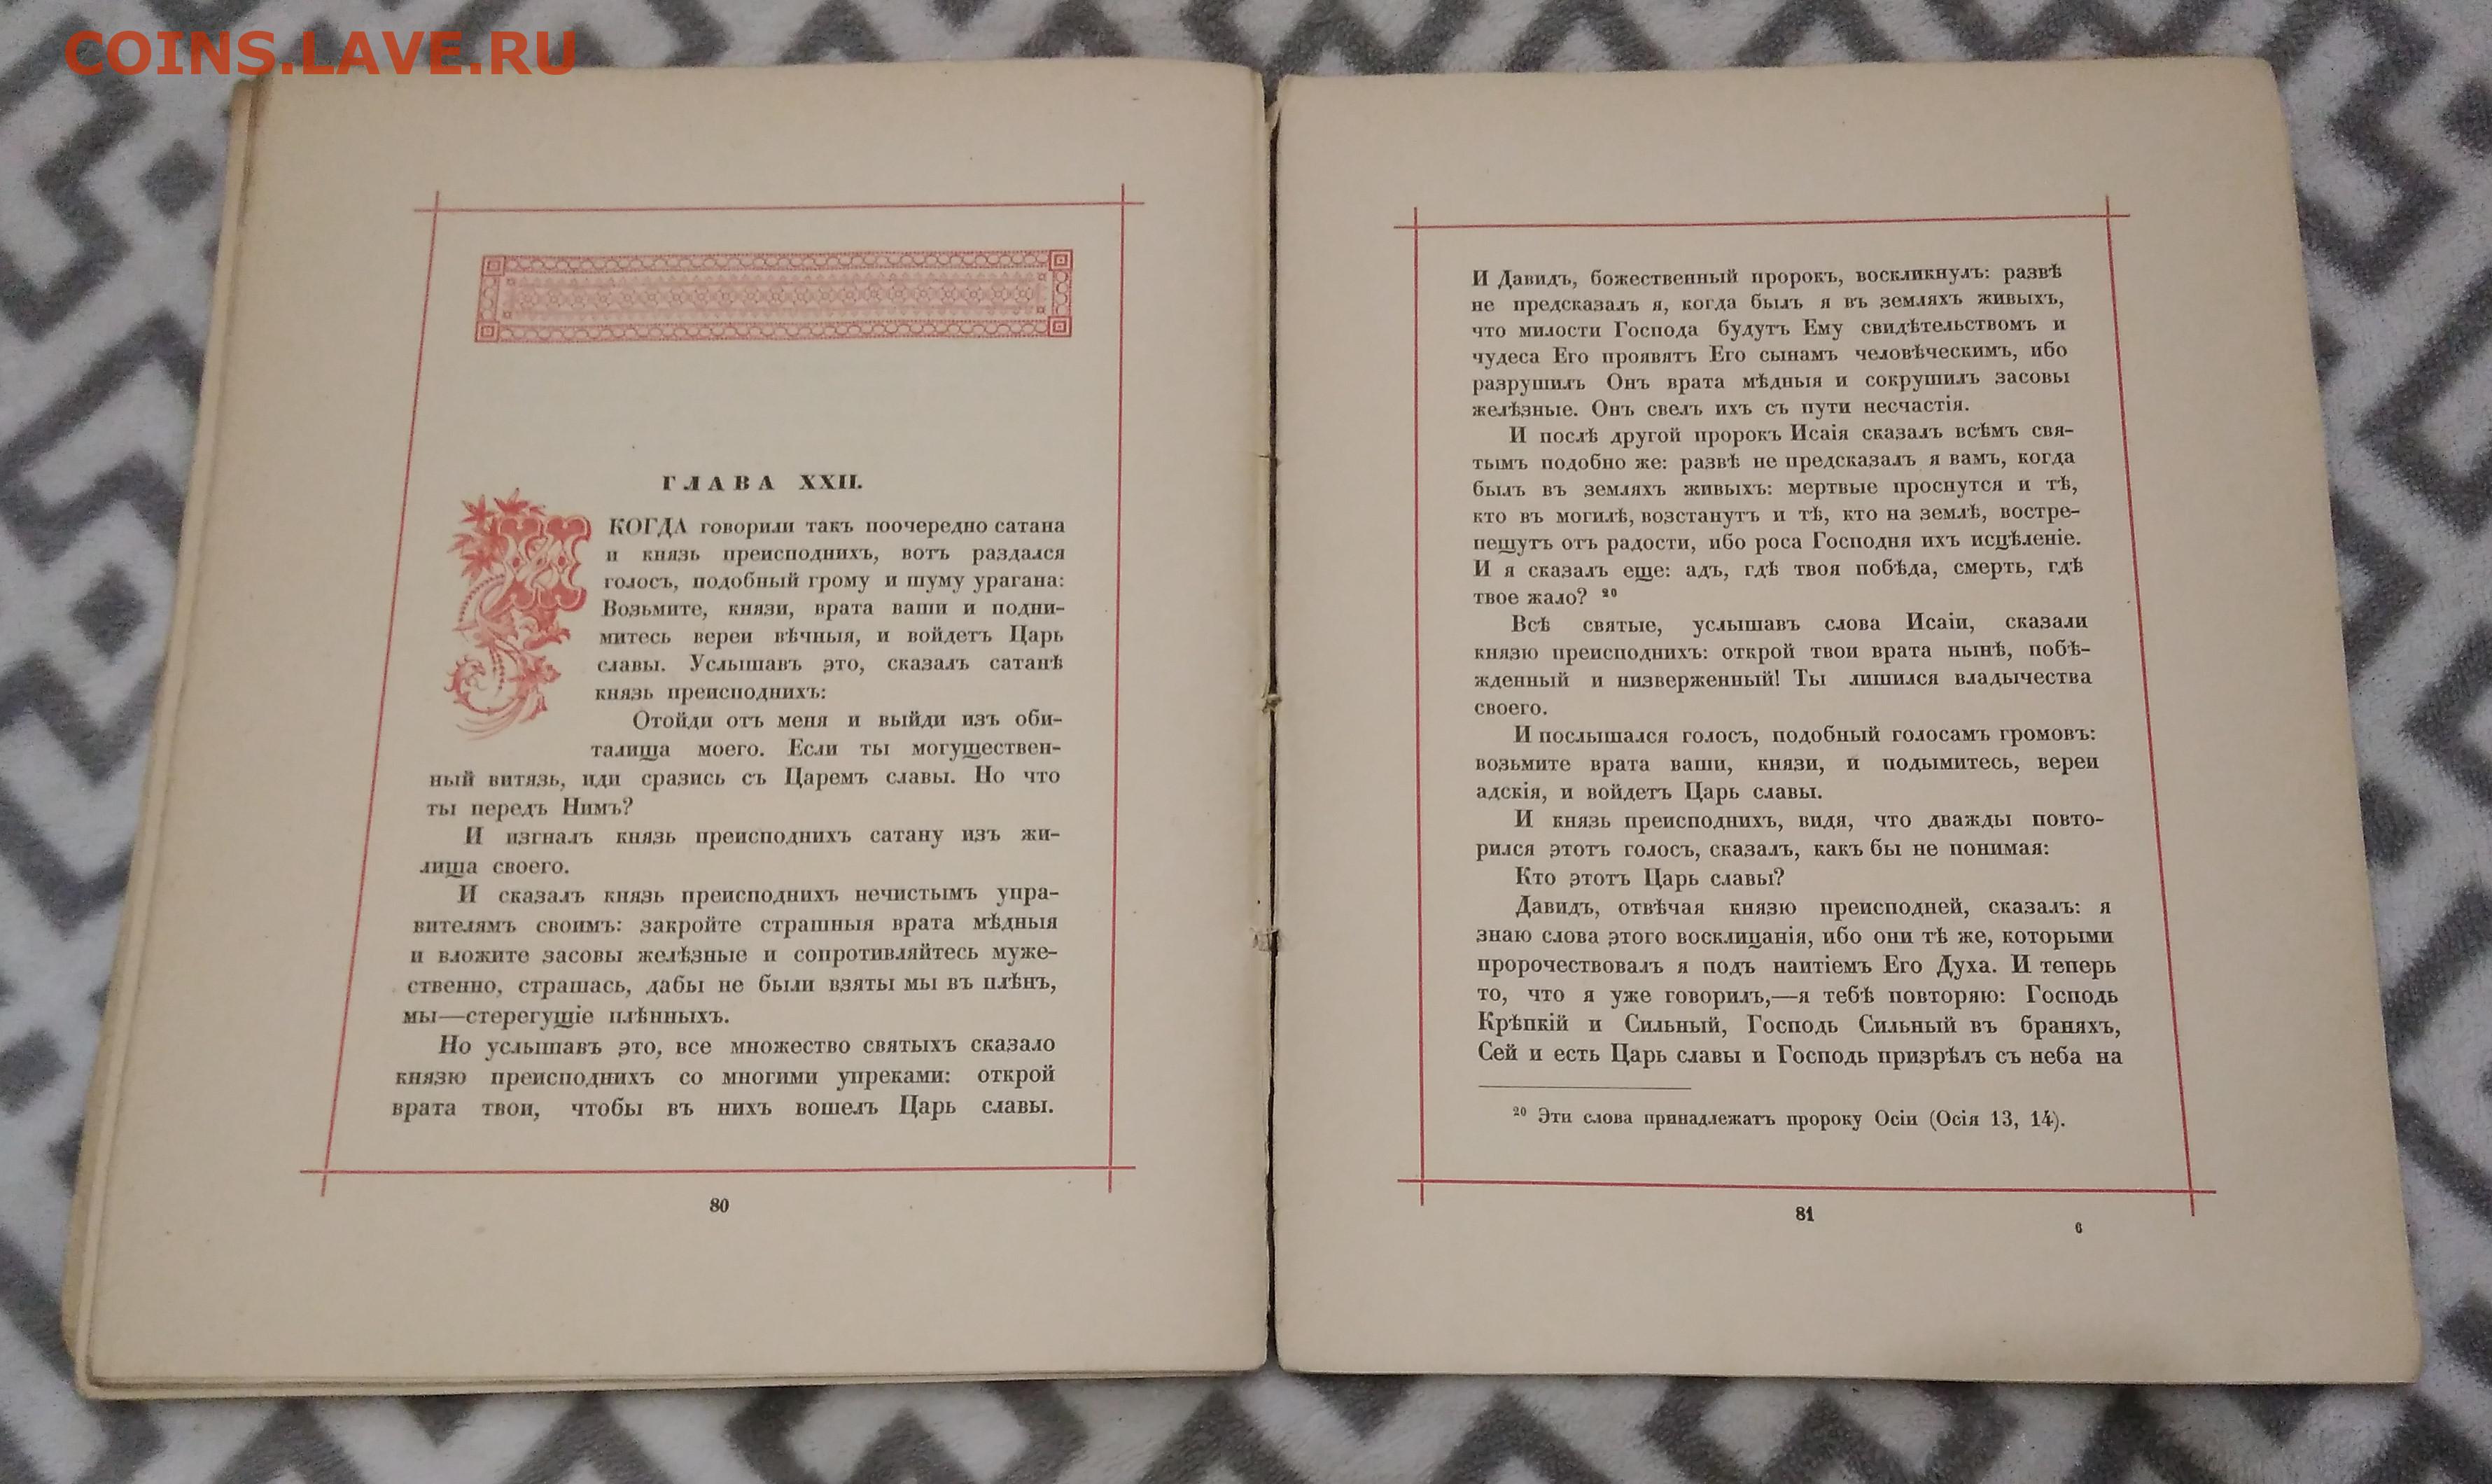 COINS.LAVE.RU
ГЛАВА XXII.
И КОГДА говорили такъ поочередно сатана
и князь преисподнихъ, вотъ раздался
голосъ, подобный грому и шуму урагана:
Возьмите, князи, врата ваши и подни-
митесь вереи вѣчныя, и войдетъ Царь
славы. Услышавъ это, сказалъ сатанѣ
князь преисподнихъ:
Отойди отъ меня и выйди изъ оби-
талища моего. Если ты могуществен-
ный витязь, иди сразись съ Царемъ славы. Но что
ты передъ Нимъ?
И изгналъ князь преисподнихъ сатану изъ жи-
лища своего.
И сказалъ князь преисподнихъ нечистымъ упра-
вителямъ своимъ: закройте страшныя врата мѣдныя
и вложите засовы желѣзные и сопротивляйтесь муже-
ственно, страшась, дабы не были взяты мы въ плѣнъ,
мы—стерегущіе плѣнныхъ.
Но услышавъ это, все множество святыхъ сказало
князю преисподнихъ со многими упреками: открой
врата твои, чтобы въ нихъ вошелъ Царь славы.
80
И Давидъ, божественный пророкъ, воскликнулъ: развѣ
не предсказалъ я, когда былъ я въ земляхъ живыхъ,
что милости Господа будутъ Ему свидѣтельствомъ и
чудеса Его проявятъ Его сынамъ человѣческимъ, ибо
разрушилъ Онъ врата мѣдныя и сокрушилъ засовы
желѣзные. Онъ свелъ ихъ съ пути несчастія.
И послѣ другой пророкъ Исаія сказалъ всѣмъ свя-
тымъ подобно же: развѣ не предсказалъ я вамъ, когда
былъ въ земляхъ живыхъ: мертвые проснутся и тѣ,
кто въ могилѣ, возстанутъ и тѣ, кто на землѣ, востре-
пещутъ отъ радости, ибо роса Господня ихъ исцѣленіе.
И я сказалъ еще: адъ, гдѣ твоя побѣда, смерть, гдѣ
твое жало? ²⁰
Всѣ святые, услышавъ слова Исаіи, сказали
князю преисподнихъ: открой твои врата нынѣ, побѣ-
жденный и низверженный! Ты лишился владычества
своего.
И послышался голосъ, подобный голосамъ громовъ:
возьмите врата ваши, князи, и подымитесь, вереи
адскія, и войдетъ Царь славы.
И князь преисподнихъ, видя, что дважды повто-
рился этотъ голосъ, сказалъ, какъ бы не понимая:
Кто этотъ Царь славы?
Давидъ, отвѣчая князю преисподней, сказалъ: я
знаю слова этого восклицанія, ибо они тѣ же, которыми
пророчествовалъ я подъ наитіемъ Его Духа. И теперь
то, что я уже говорилъ,—я тебѣ повторяю: Господь
Крѣпкій и Сильный, Господь Сильный въ браняхъ,
Сей и есть Царь славы и Господь призрѣлъ съ неба на
²⁰ Эти слова принадлежатъ пророку Осіи (Осія 13, 14).
81
6